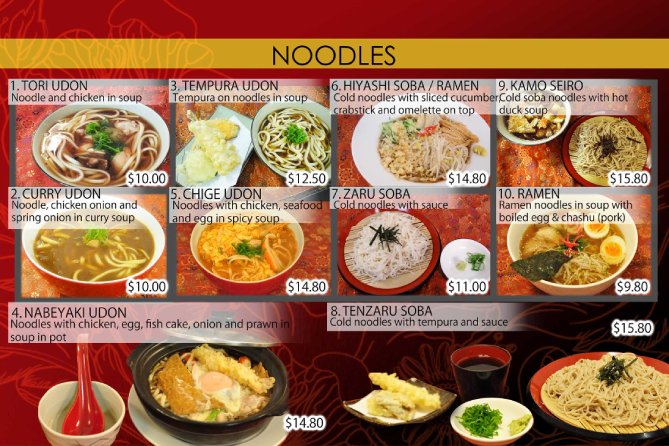 NOODLES
1. TORI UDON
Noodle and chicken in soup
$10.00
2. CURRY UDON
Noodle, chicken onion and
spring onion in curry soup
$10.00
3. TEMPURA UDON
Tempura on noodles in soup
$12.50
5. CHIGE UDON
Noodles with chicken, seafood
and egg in spicy soup
$14.80
6. HIYASHI SOBA / RAMEN
Cold noodles with sliced cucumber,
crabstick and omelette on top
$14.80
7. ZARU SOBA
Cold noodles with sauce
$11.00
9. KAMO SEIRO
Cold soba noodles with hot
duck soup
$15.80
10. RAMEN
Ramen noodles in soup with
boiled egg & chashu (pork)
$9.80
4. NABEYAKI UDON
Noodles with chicken, egg, fish cake, onion and prawn in
soup in pot
$14.80
8. TENZARU SOBA
Cold noodles with tempura and sauce
$15.80